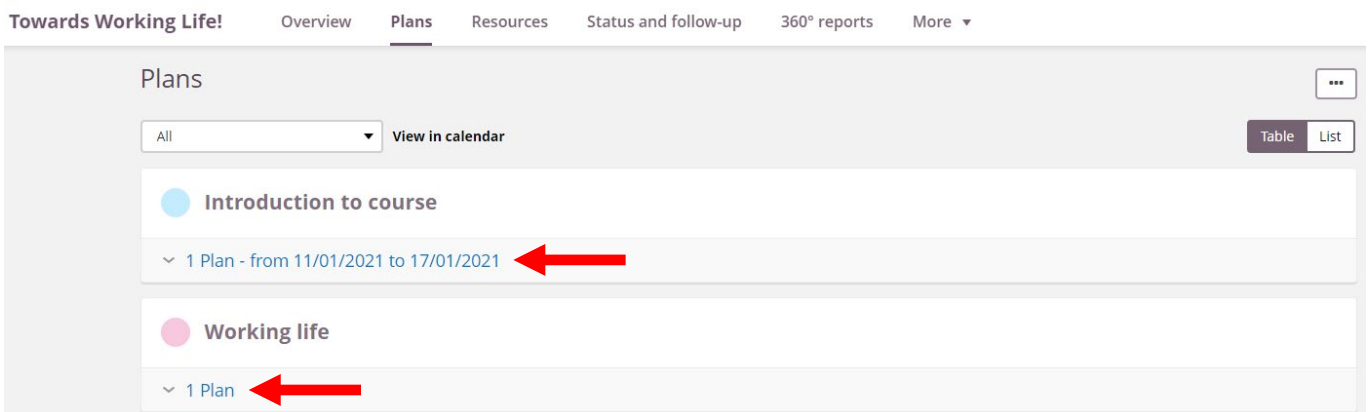 Towards Working Life! Overview Plans Resources Status and follow-up 360° reports More
Plans
All View in calendar Table List
Introduction to course
1 Plan - from 11/01/2021 to 17/01/2021
Working life
1 Plan